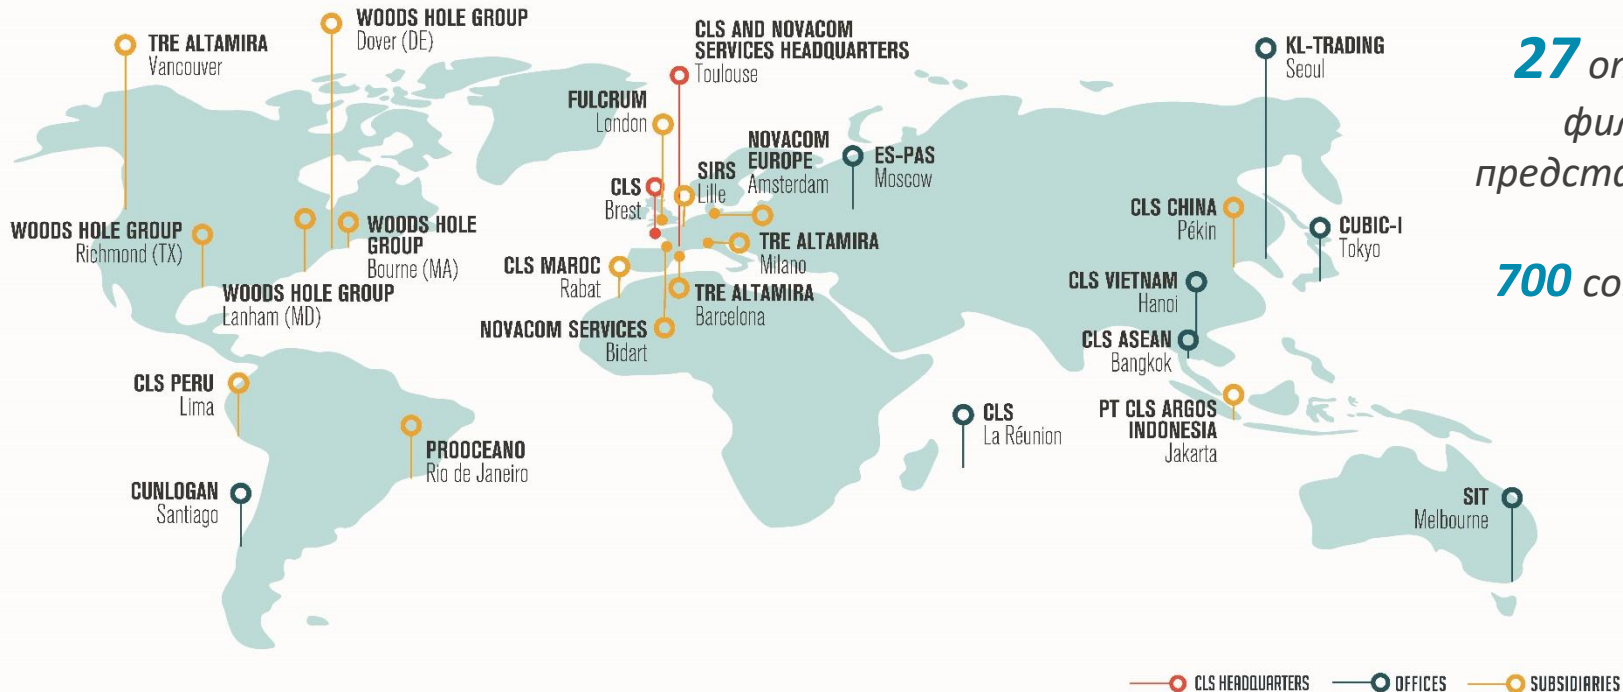 WOODS HOLE GROUP
Dover (DE)
TRE ALTAMIRA
Vancouver
CLS AND NOVACOM
SERVICES HEADQUARTERS
Toulouse
KL-TRADING
Seoul
27
фил
предста
700 со
FULCRUM
London
NOVACOM
EUROPE
Amsterdam
SIRS
Lille
ES-PAS
Moscow
CLS
Brest
WOODS HOLE GROUP
Richmond (TX)
WOODS HOLE
GROUP
Bourne (MA)
WOODS HOLE GROUP
Lanham (MD)
CLS MAROC
Rabat
TRE ALTAMIRA
Milano
TRE ALTAMIRA
Barcelona
NOVACOM SERVICES
Bidart
CLS CHINA
Pékin
CUBIC-I
Tokyo
CLS VIETNAM
Hanoi
CLS ASEAN
Bangkok
CLS PERU
Lima
PROOCEANO
Rio de Janeiro
CUNLOGAN
Santiago
CLS
La Réunion
PT CLS ARGOS
INDONESIA
Jakarta
SIT
Melbourne
CLS HEADQUARTERS
OFFICES
SUBSIDIARIES